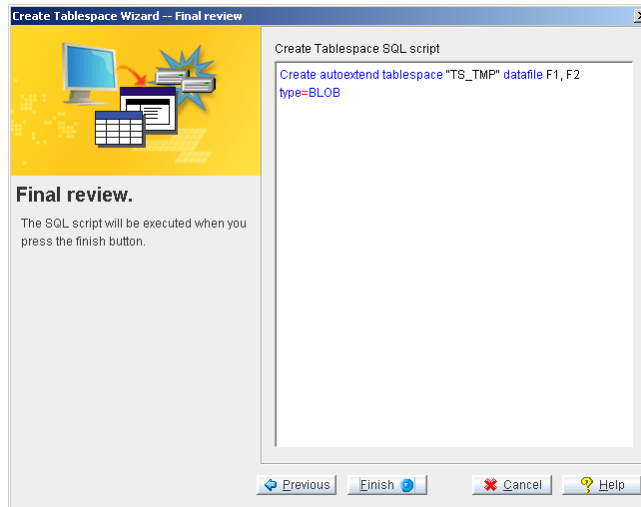 Create Tablespace Wizard -- Final review
Create Tablespace SQL script
Create autoextend tablespace "TS_TMP" datafile F1, F2
type=BLOB
Final review.
The SQL script will be executed when you
press the finish button.
Previous
Finish
Cancel
Help